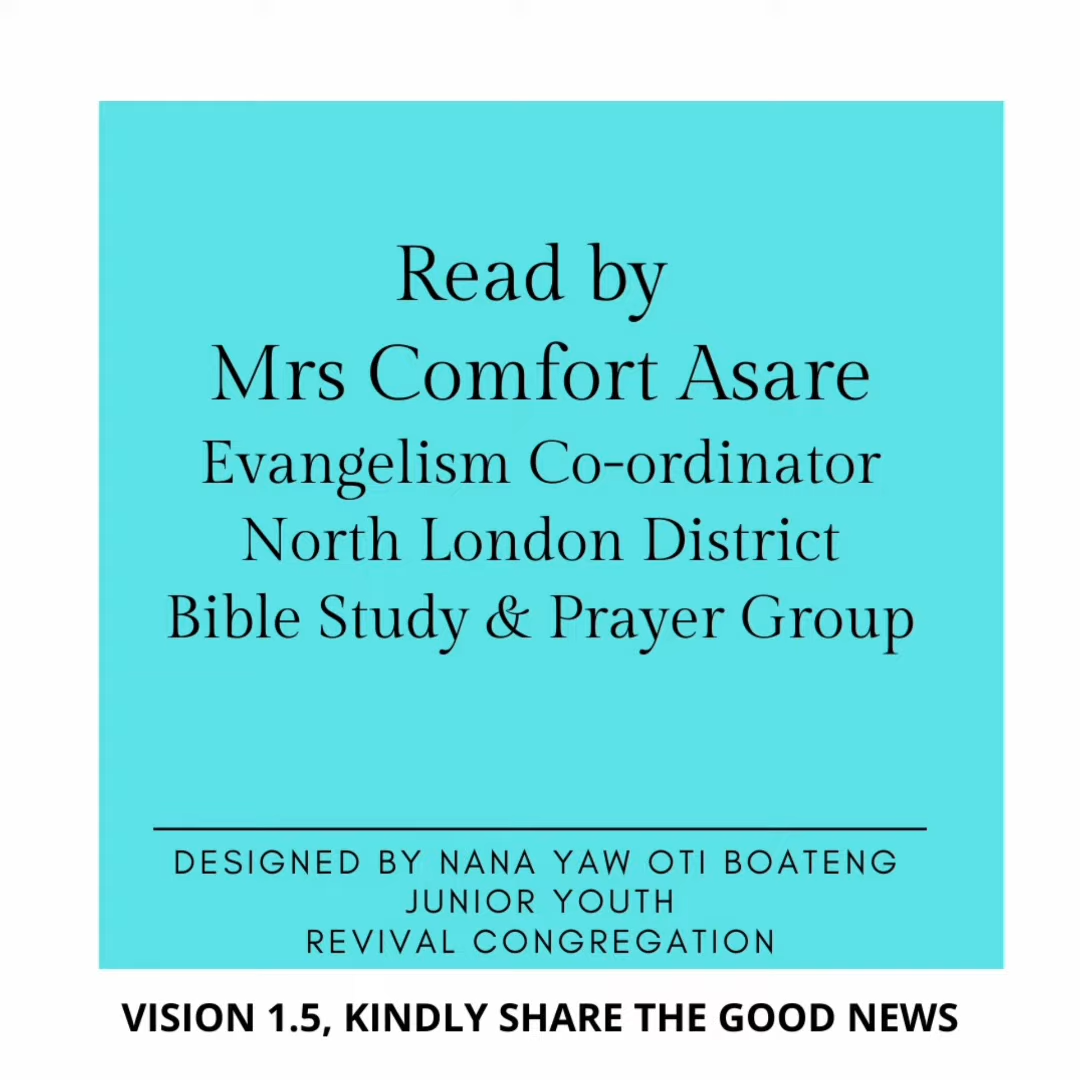 Read by
Mrs Comfort Asare
Evangelism Co-ordinator
North London District
Bible Study & Prayer Group
DESIGNED BY NANA YAW OTI BOATENG
JUNIOR YOUTH
REVIVAL CONGREGATION
VISION 1.5, KINDLY SHARE THE GOOD NEWS